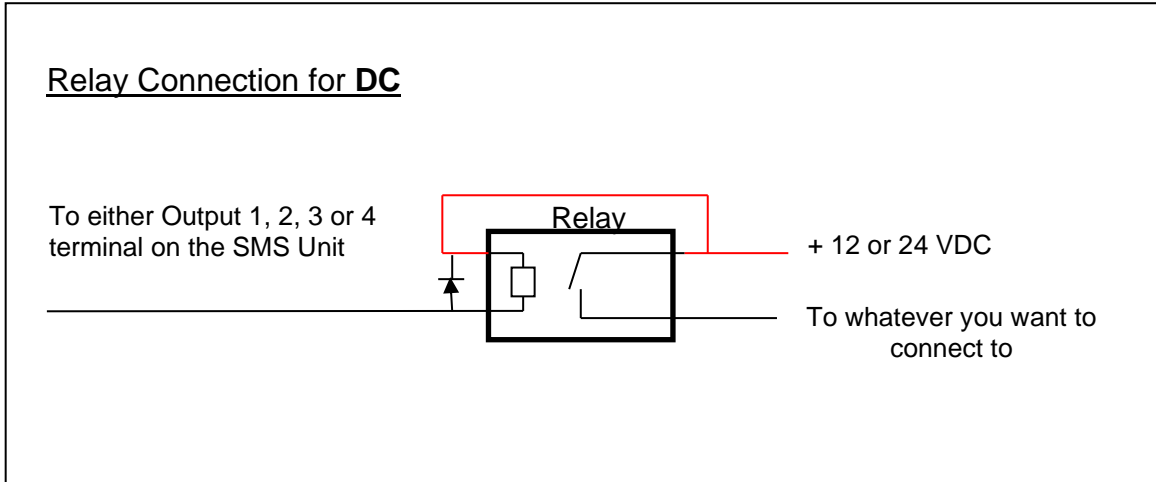 Relay Connection for DC
To either Output 1, 2, 3 or 4
terminal on the SMS Unit
Relay
+ 12 or 24 VDC
To whatever you want to
connect to